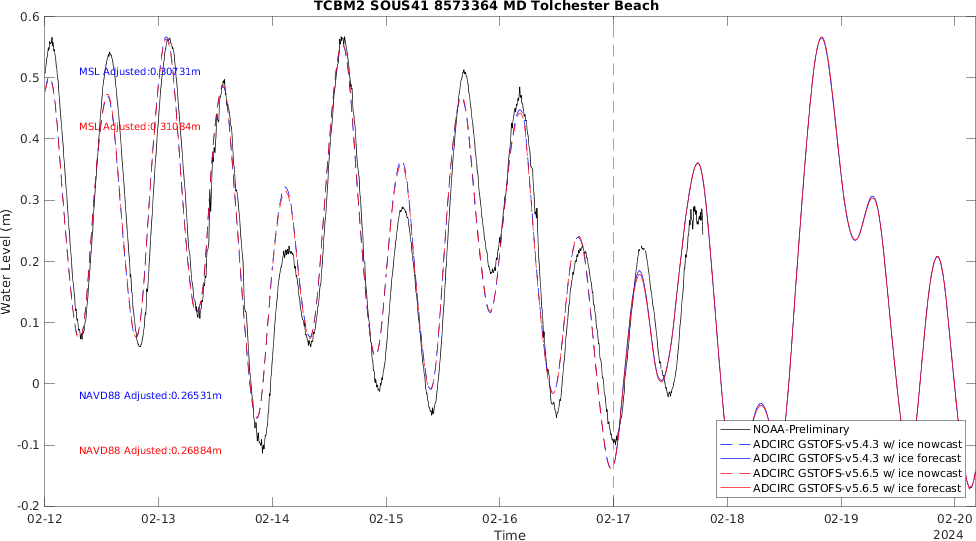 TCBM2 SOUS41 8573364 MD Tolchester Beach
0.6
0.5
0.4
0.3
0.2
0.1
0
-0.1
-0.2
Water Level (m)
MSL Adjusted:0.30731m
MSL Adjusted:0.31084m
NAVD88 Adjusted:0.26531m
NAVD88 Adjusted:0.26884m
NOAA-Preliminary
ADCIRC GSTOFS-v5.4.3 w/ ice nowcast
ADCIRC GSTOFS-v5.4.3 w/ ice forecast
ADCIRC GSTOFS-v5.6.5 w/ ice nowcast
ADCIRC GSTOFS-v5.6.5 w/ ice forecast
02-12 02-13 02-14 02-15 02-16 02-17 02-18 02-19 02-20
Time 2024